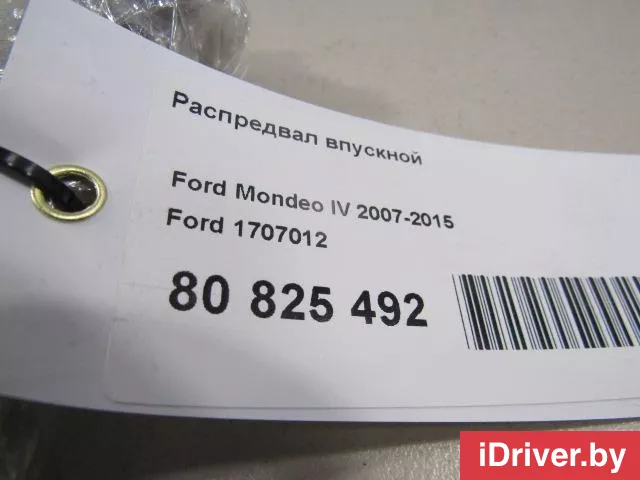 Распредвал впускной
Ford Mondeo IV 2007-2015
Ford 1707012
80 825 492
iDriver.by